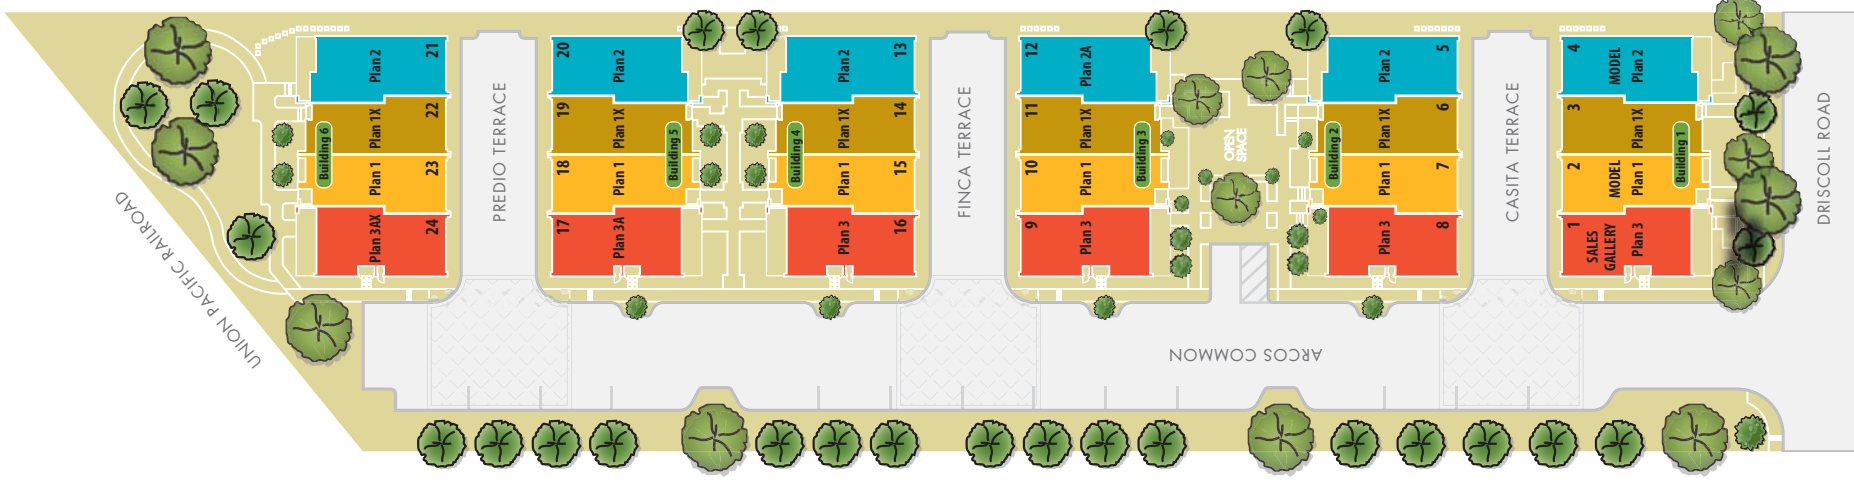 21
Plan 2
22
Plan 1X
Building 6
23
Plan 1
24
Plan 3AX
UNION PACIFIC RAILROAD
PREDIO TERRACE
20
Plan 2
19
Plan 1X
Building 5
18
Plan 1
17
Plan 3A
13
Plan 2
14
Plan 1X
Building 4
15
Plan 1
16
Plan 3
FINCA TERRACE
12
Plan 2A
11
Plan 1X
Building 3
10
Plan 1
9
Plan 3
OPEN
SPACE
5
Plan 2
6
Plan 1X
Building 2
7
Plan 1
8
Plan 3
CASITA TERRACE
4
MODEL
Plan 2
3
Plan 1X
Building 1
2
MODEL
Plan 1
1
SALES
GALLERY
Plan 3
DRISCOLL ROAD
ARCOS COMMON